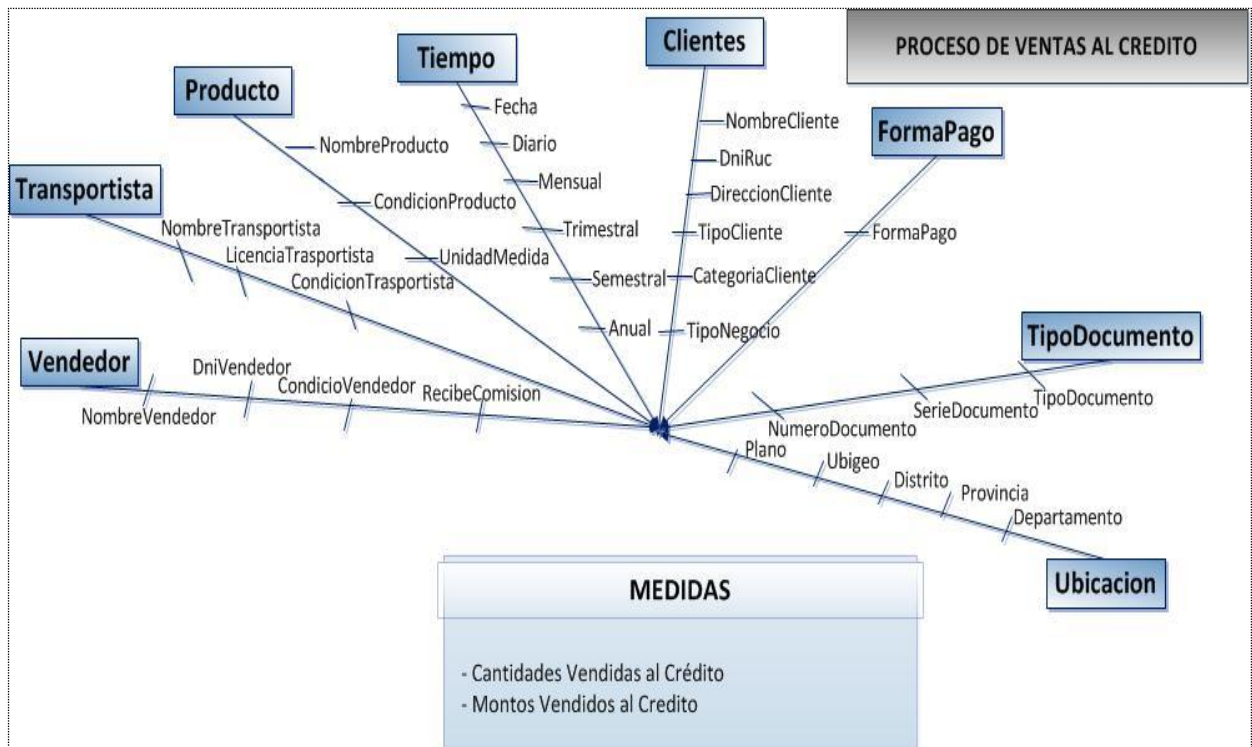 PROCESO DE VENTAS AL CREDITO
Clientes
Tiempo
Producto
FormaPago
Transportista
Fecha
Diario
Mensual
Trimestral
Semestral
Anual
NombreCliente
DniRuc
DireccionCliente
TipoCliente
CategoriaCliente
TipoNegocio
NombreProducto
CondicionProducto
UnidadMedida
FormaPago
NombreTransportista
LicenciaTrasportista
CondicionTrasportista
Vendedor
NombreVendedor
DniVendedor
CondicioVendedor
RecibeComision
TipoDocumento
TipoDocumento
SerieDocumento
NumeroDocumento
Plano
Ubigeo
Distrito
Provincia
Departamento
Ubicacion
MEDIDAS
- Cantidades Vendidas al Crédito
- Montos Vendidos al Credito